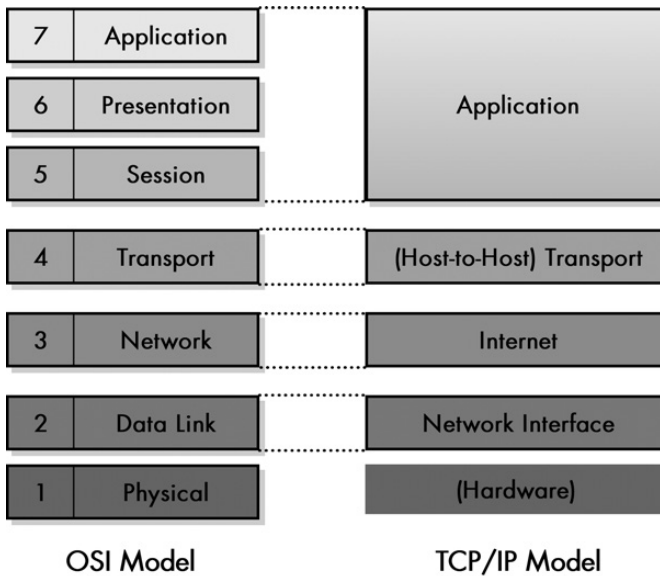 7 Application
6 Presentation
5 Session
4 Transport
3 Network
2 Data Link
1 Physical
OSI Model
Application
(Host-to-Host) Transport
Internet
Network Interface
(Hardware)
TCP/IP Model